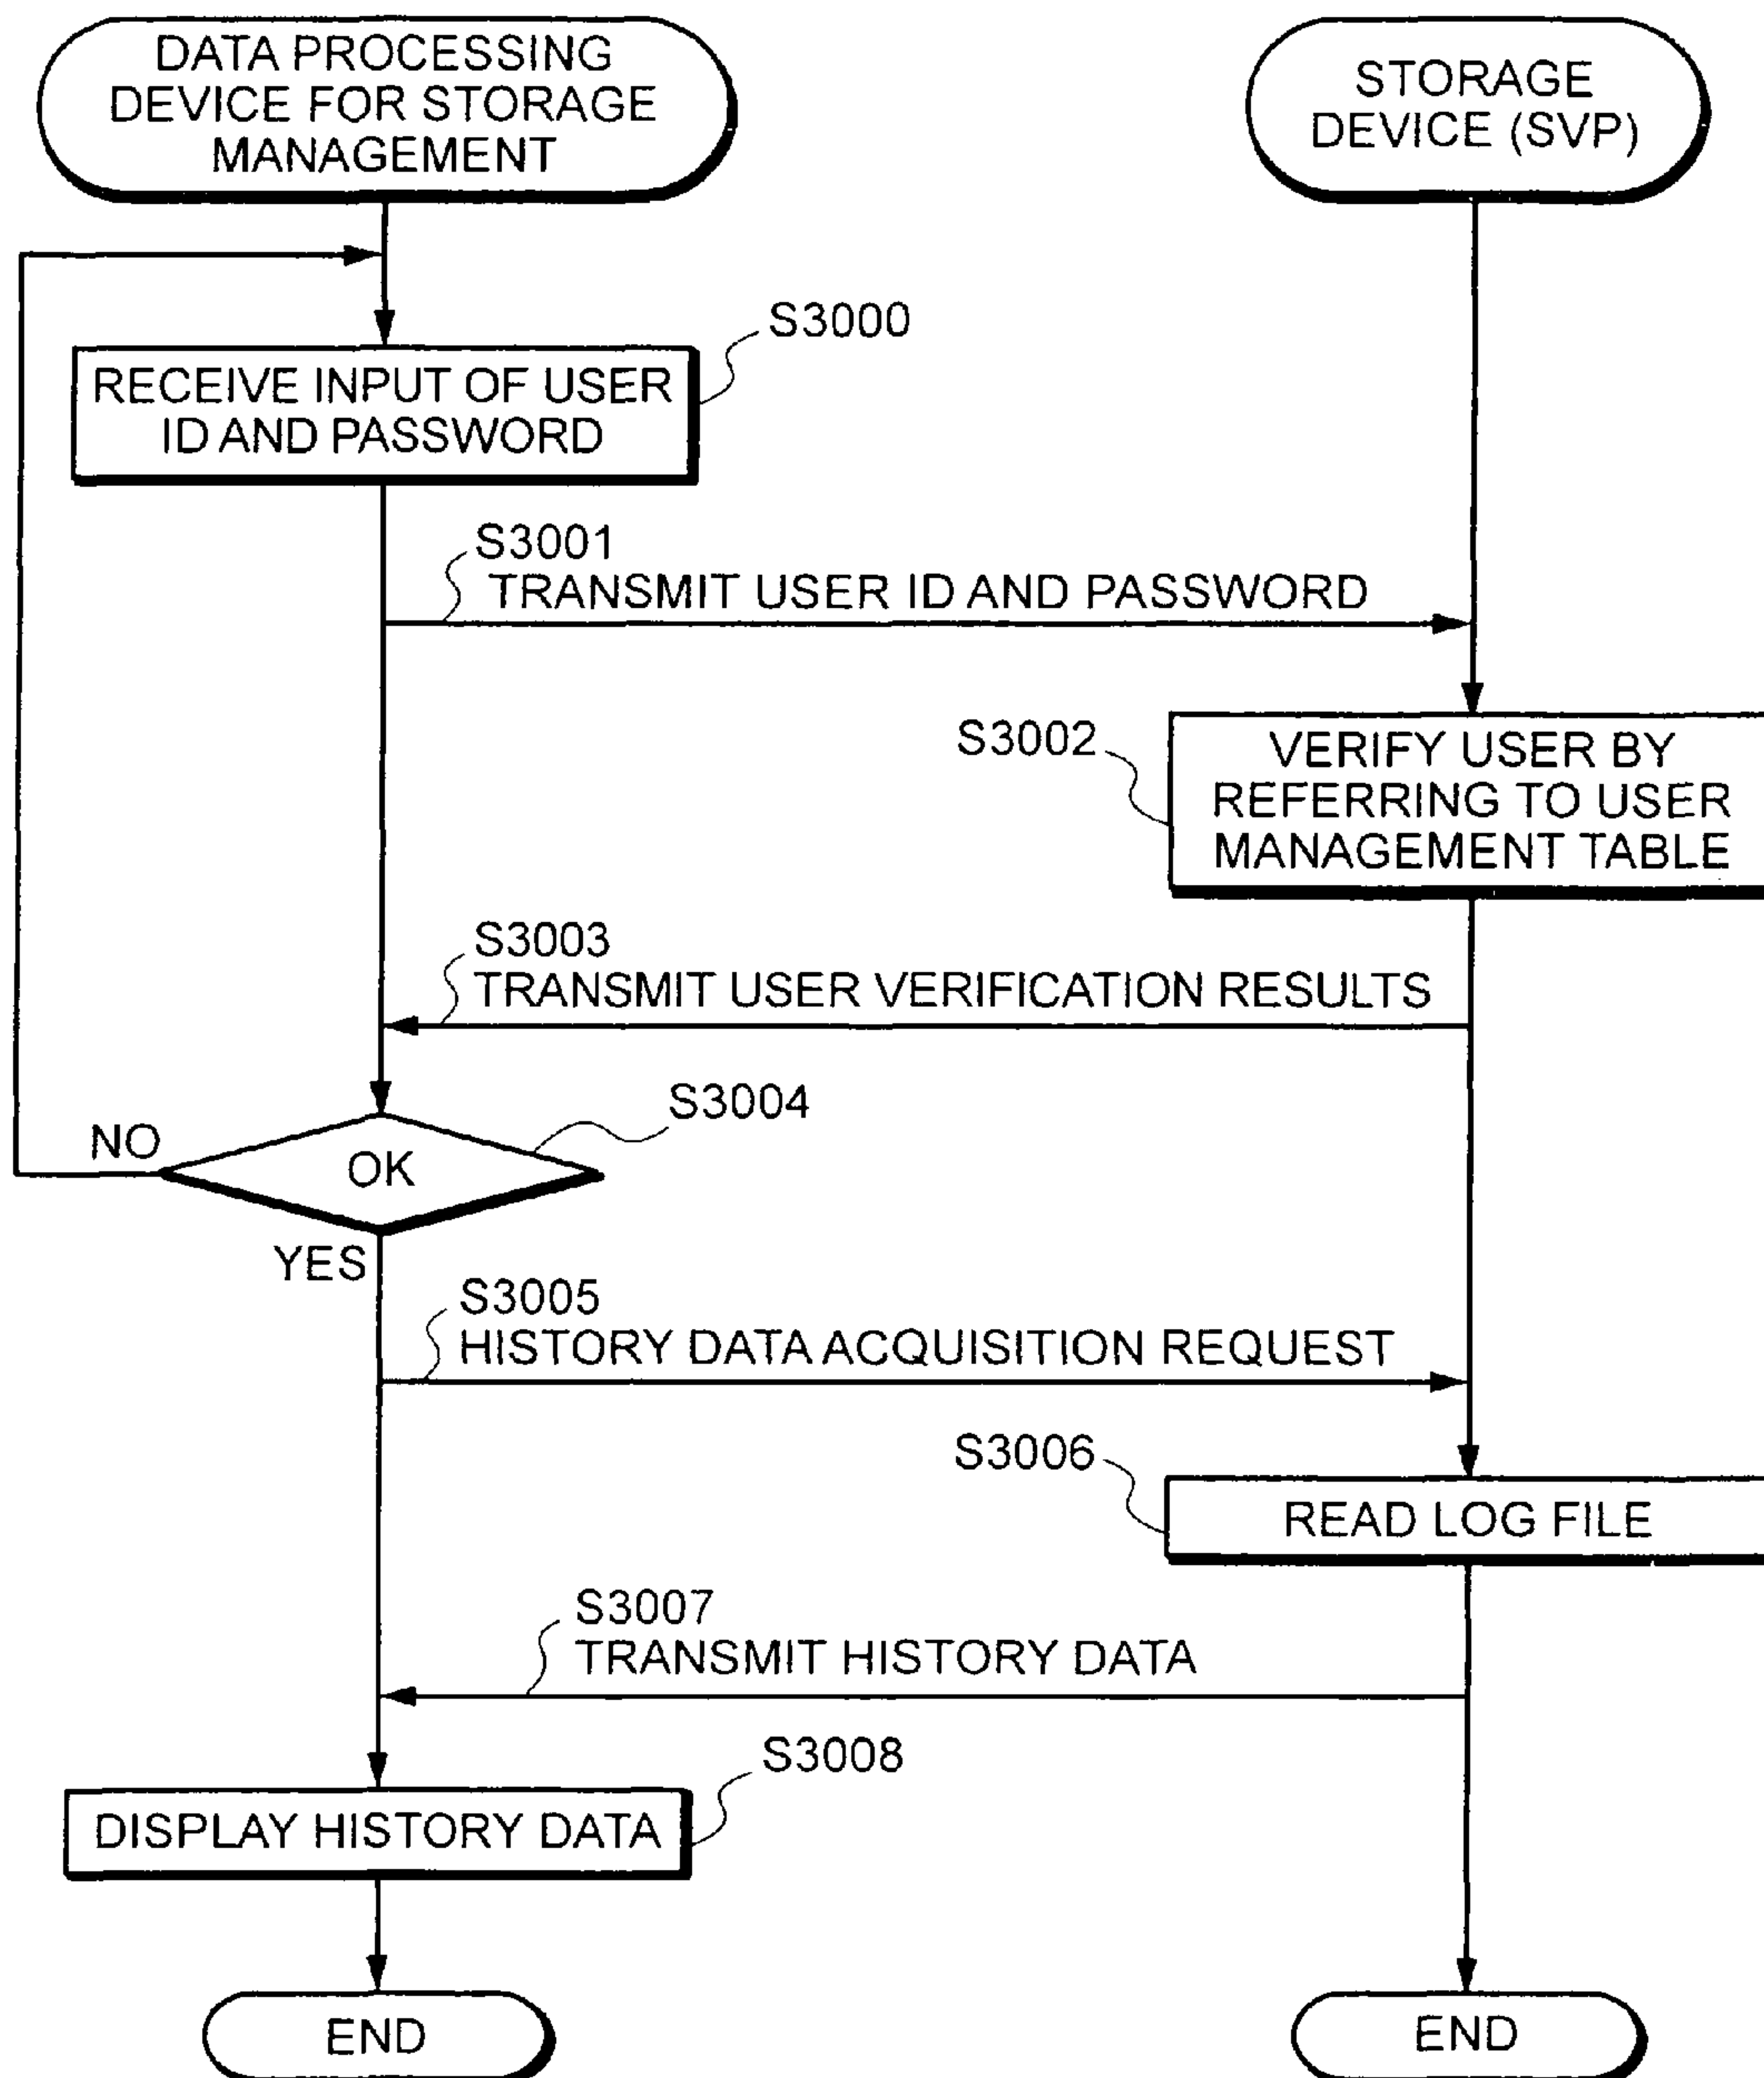 DATA PROCESSING
DEVICE FOR STORAGE
MANAGEMENT
STORAGE
DEVICE (SVP)
S3000
RECEIVE INPUT OF USER
ID AND PASSWORD
S3001
TRANSMIT USER ID AND PASSWORD
S3002
VERIFY USER BY
REFERRING TO USER
MANAGEMENT TABLE
S3003
TRANSMIT USER VERIFICATION RESULTS
S3004
NO
OK
YES
S3005
HISTORY DATA ACQUISITION REQUEST
S3006
READ LOG FILE
S3007
TRANSMIT HISTORY DATA
S3008
DISPLAY HISTORY DATA
END
END